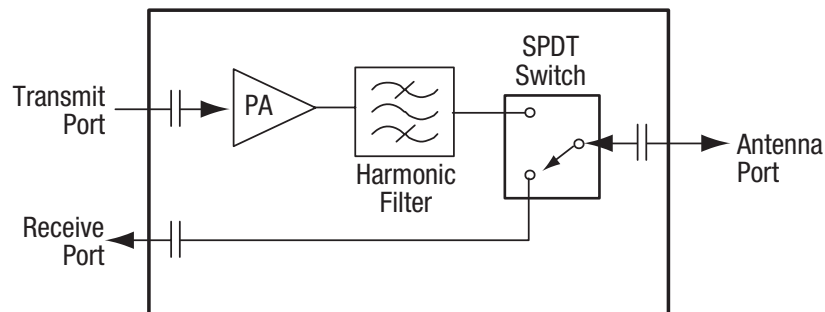 SPDT
Switch
Transmit
Port
PA
Antenna
Port
Harmonic
Filter
Receive
Port